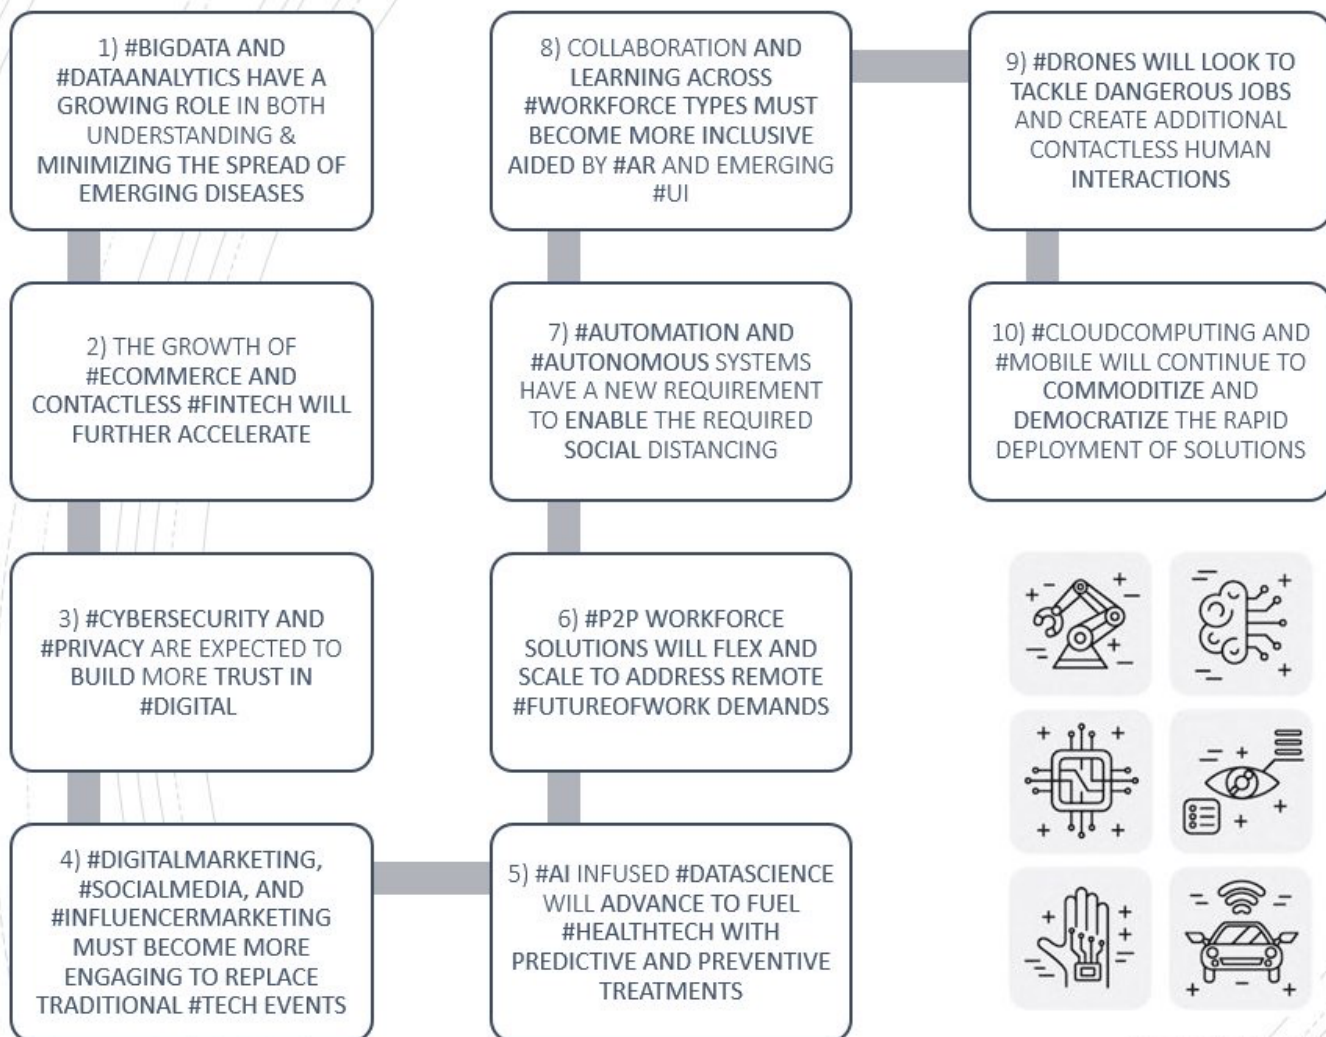 1) #BIGDATA AND
#DATAANALYTICS HAVE A
GROWING ROLE IN BOTH
UNDERSTANDING &
MINIMIZING THE SPREAD OF
EMERGING DISEASES
2) THE GROWTH OF
#ECOMMERCE AND
CONTACTLESS #FINTECH WILL
FURTHER ACCELERATE
3) #CYBERSECURITY AND
#PRIVACY ARE EXPECTED TO
BUILD MORE TRUST IN
#DIGITAL
4) #DIGITALMARKETING,
#SOCIALMEDIA, AND
#INFLUENCERMARKETING
MUST BECOME MORE
ENGAGING TO REPLACE
TRADITIONAL #TECH EVENTS
5) #AI INFUSED #DATASCIENCE
WILL ADVANCE TO FUEL
#HEALTHTECH WITH
PREDICTIVE AND PREVENTIVE
TREATMENTS
6) #P2P WORKFORCE
SOLUTIONS WILL FLEX AND
SCALE TO ADDRESS REMOTE
#FUTUREOFWORK DEMANDS
7) #AUTOMATION AND
#AUTONOMOUS SYSTEMS
HAVE A NEW REQUIREMENT
TO ENABLE THE REQUIRED
SOCIAL DISTANCING
8) COLLABORATION AND
LEARNING ACROSS
#WORKFORCE TYPES MUST
BECOME MORE INCLUSIVE
AIDED BY #AR AND EMERGING
#UI
9) #DRONES WILL LOOK TO
TACKLE DANGEROUS JOBS
AND CREATE ADDITIONAL
CONTACTLESS HUMAN
INTERACTIONS
10) #CLOUDCOMPUTING AND
#MOBILE WILL CONTINUE TO
COMMODITIZE AND
DEMOCRATIZE THE RAPID
DEPLOYMENT OF SOLUTIONS